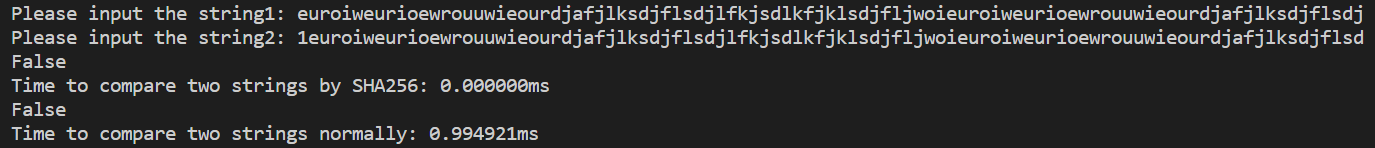 Please input the string1: euroiweurioewrouuwieourdjafjlksdjflsdjlfkjsdlkfjklsdjfljwoieuroiweurioewrouuwieourdjafjlksdjflsdj
Please input the string2: 1euroiweurioewrouuwieourdjafjlksdjflsdjlfkjsdlkfjklsdjfljwoieuroiweurioewrouuwieourdjafjlksdjflsd
False
Time to compare two strings by SHA256: 0.000000ms
False
Time to compare two strings normally: 0.994921ms